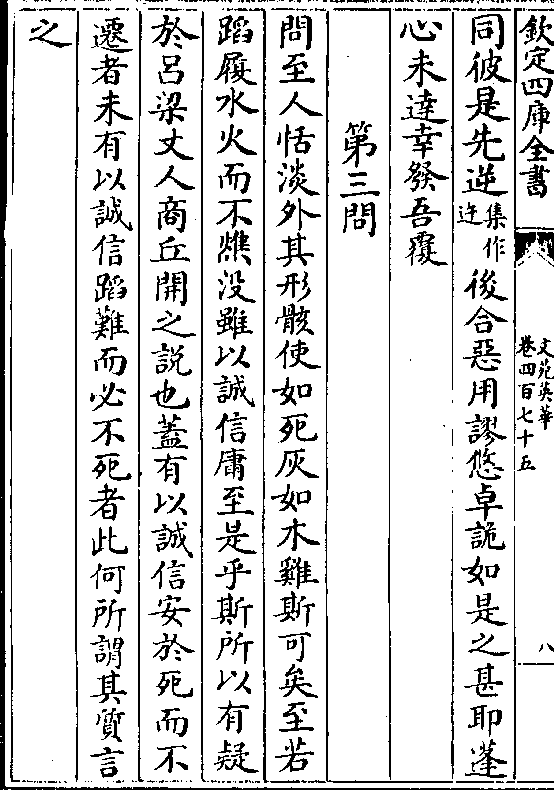 欽定四庫全書
文苑英華
卷四百七十五
八
同彼是先逆集作迕後合惡用謬悠卓詭如是之甚耶蓬
心未達幸發吾覆
第三問
問至人恬淡外其形骸使如死灰如木雞斯可矣至若
蹈履水火而不燋没雖以誠信庸至是乎斯所以有疑
於呂梁丈人商丘開之説也蓋有以誠信安於死而不
遷者未有以誠信蹈難而必不死者此何所謂其質言
之